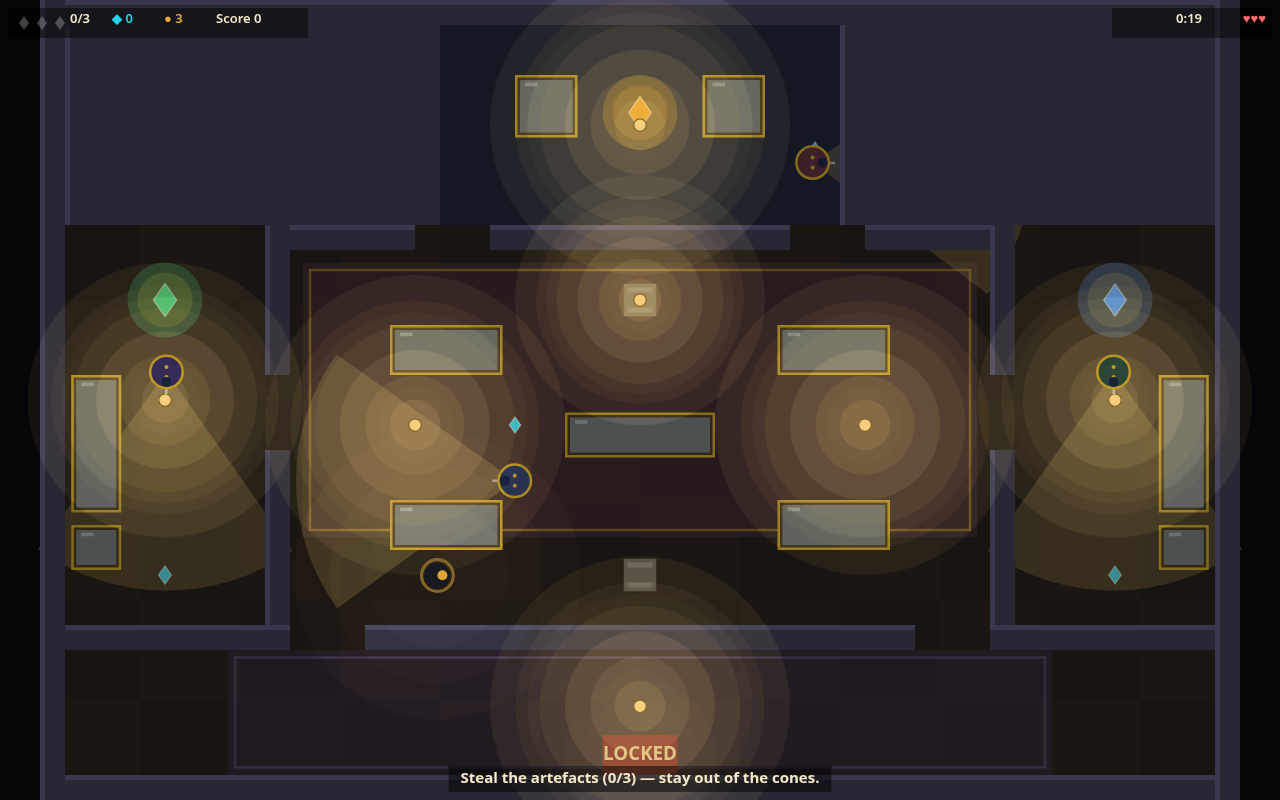 0/3 0 3 Score 0 0:19
LOCKED
Steal the artefacts (0/3) — stay out of the cones.